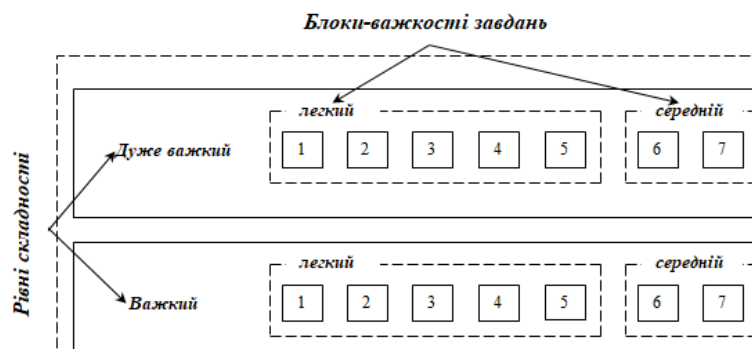 Блоки-важкості завдань
Рівні складності
легкий
середній
Дуже важкий
1 2 3 4 5 6 7
легкий
середній
Важкий
1 2 3 4 5 6 7